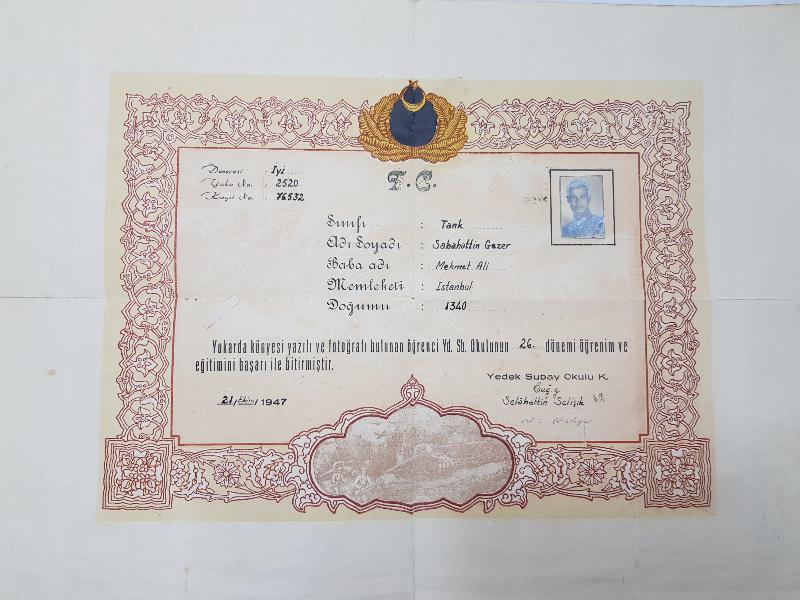 Derecesi : İyi
Yaka No. : 2520
Kayıt No. : 76532
T. C.
Sınıfı : Tank
Adı Soyadı : Sabahattin Gezer
Baba adı : Mehmet Ali
Memleketi : İstanbul
Doğumu : 1340
Yukarda künyesi yazılı ve fotoğrafı bulunan öğrenci Yd. Sb. Okulunun 26. dönemi öğrenim ve
eğitimini başarı ile bitirmiştir.
Yedek Subay Okulu K.
Tuğ. g.
Selâhattin Selışık
21/Ekim/1947